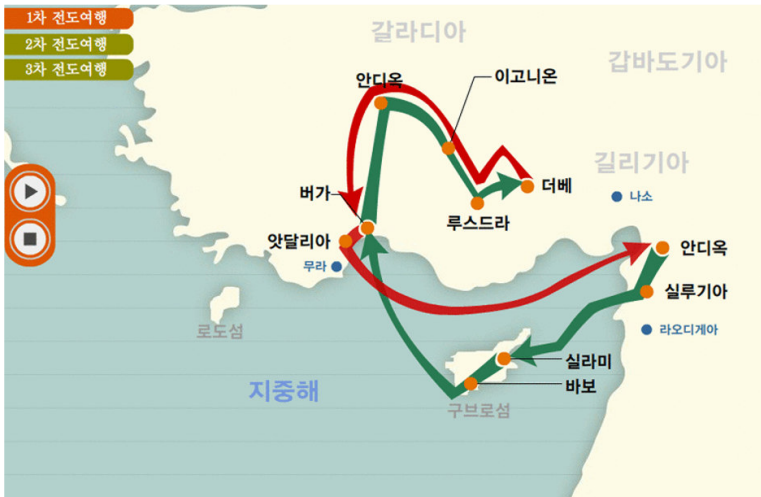 1차 전도여행
2차 전도여행
3차 전도여행
갈라디아
갑바도기아
안디옥
이고니온
길리기아
더베
나소
버가
루스드라
앗달리아
안디옥
무라
실루기아
로도섬
라오디게아
실라미
바보
지중해
구브로섬